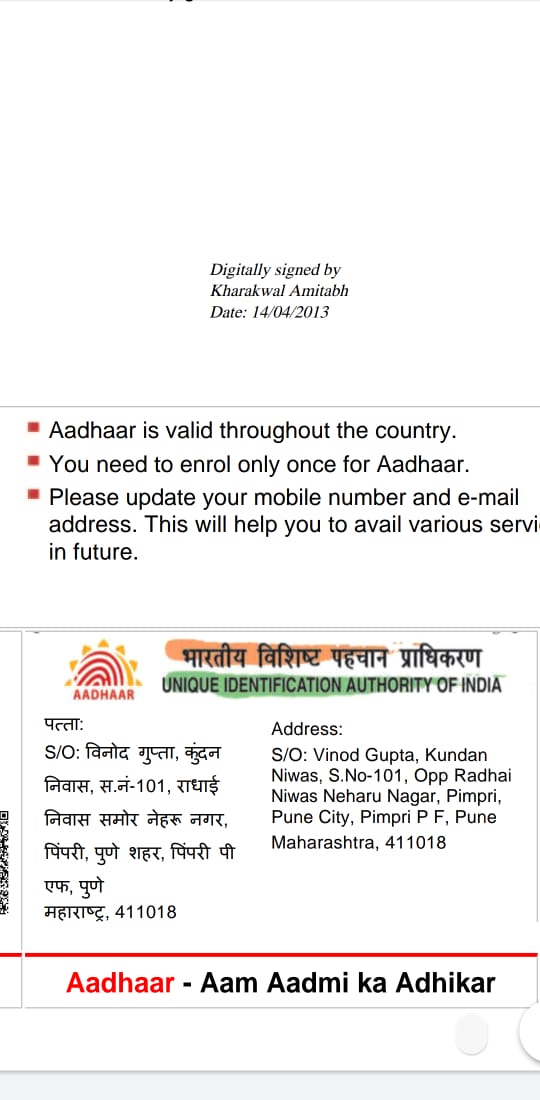 Digitally signed by
Kharakwal Amitabh
Date: 14/04/2013
Aadhaar is valid throughout the country.
You need to enrol only once for Aadhaar.
Please update your mobile number and e-mail
address. This will help you to avail various servi
in future.
भारतीय विशिष्ट पहचान प्राधिकरण
AADHAAR
UNIQUE IDENTIFICATION AUTHORITY OF INDIA
पत्ता:
S/O: विनोद गुप्ता, कुंदन
निवास, स.नं-101, राधाई
निवास समोर नेहरू नगर,
पिंपरी, पुणे शहर, पिंपरी पी
एफ, पुणे
महाराष्ट्र, 411018
Address:
S/O: Vinod Gupta, Kundan
Niwas, S.No-101, Opp Radhai
Niwas Neharu Nagar, Pimpri,
Pune City, Pimpri P F, Pune
Maharashtra, 411018
Aadhaar - Aam Aadmi ka Adhikar